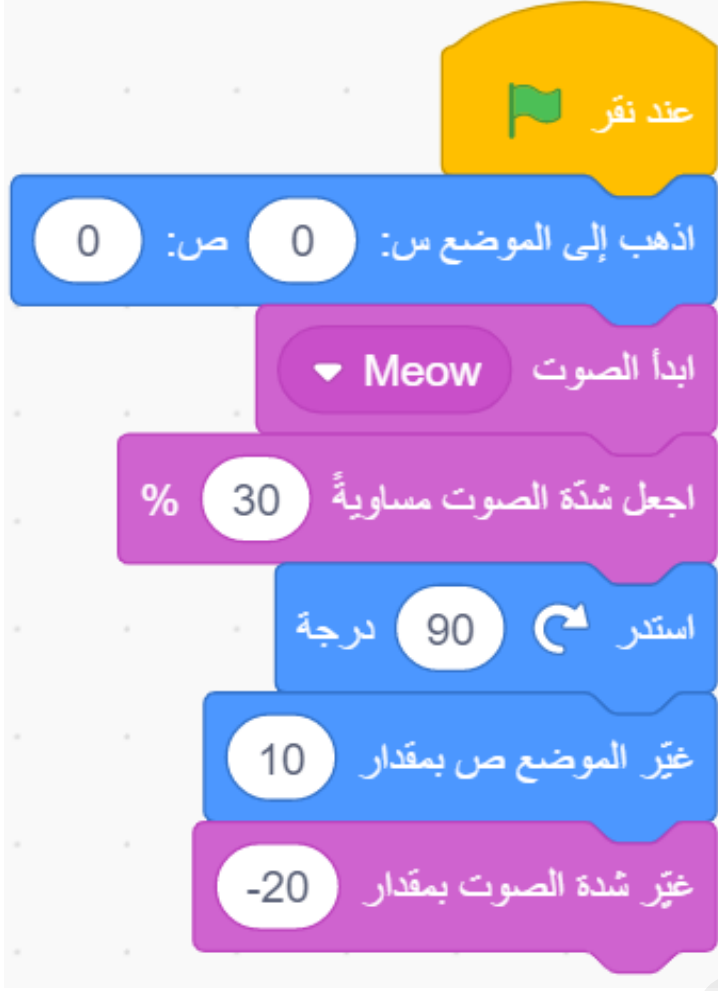 عند نقر
اذهب إلى الموضع س: 0 ص: 0
ابدأ الصوت Meow
اجعل شدّة الصوت مساويةً 30 %
استدر 90 درجة
غيّر الموضع ص بمقدار 10
غيّر شدة الصوت بمقدار -20